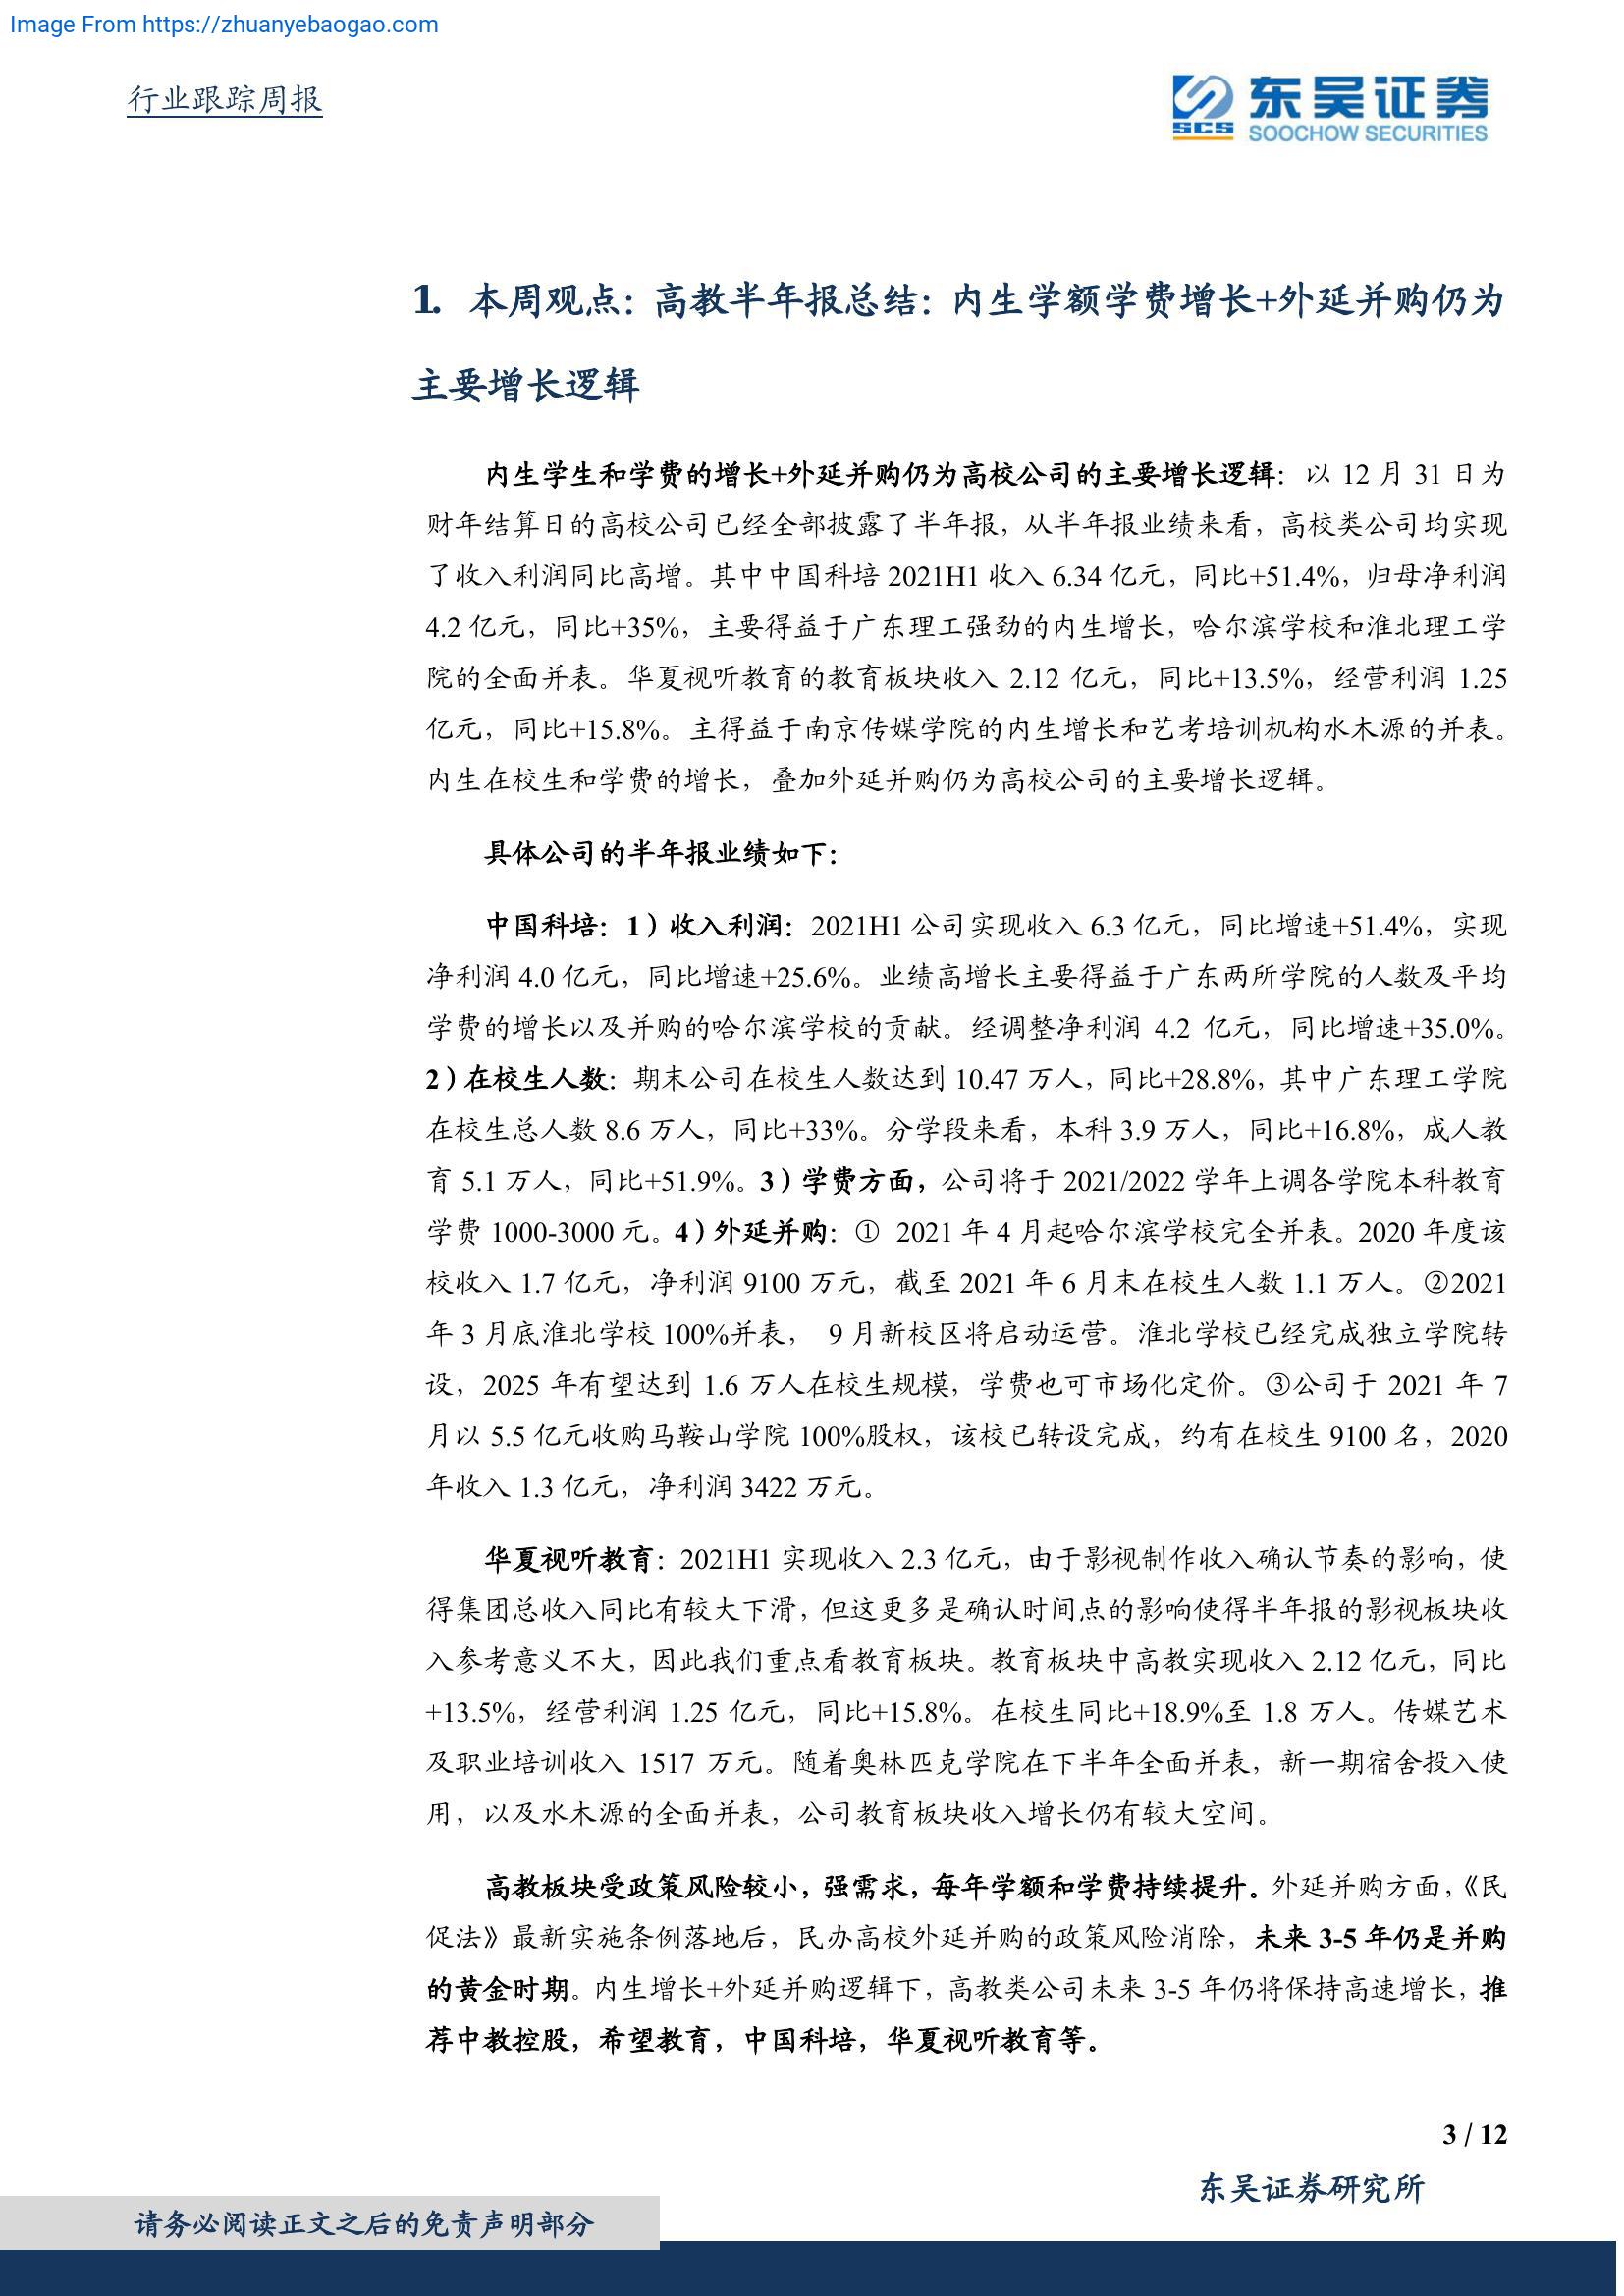 Image From https://zhuanyebaogao.com
行业跟踪周报
东吴证券
SCS
SOOCHOW SECURITIES
1. 本周观点：高教半年报总结：内生学额学费增长+外延并购仍为
主要增长逻辑
内生学生和学费的增长+外延并购仍为高校公司的主要增长逻辑：以 12 月 31 日为
财年结算日的高校公司已经全部披露了半年报，从半年报业绩来看，高校类公司均实现
了收入利润同比高增。其中中国科培 2021H1 收入 6.34 亿元，同比+51.4%，归母净利润
4.2 亿元，同比+35%，主要得益于广东理工强劲的内生增长，哈尔滨学校和淮北理工学
院的全面并表。华夏视听教育的教育板块收入 2.12 亿元，同比+13.5%，经营利润 1.25
亿元，同比+15.8%。主得益于南京传媒学院的内生增长和艺考培训机构水木源的并表。
内生在校生和学费的增长，叠加外延并购仍为高校公司的主要增长逻辑。
具体公司的半年报业绩如下：
中国科培：1）收入利润：2021H1 公司实现收入 6.3 亿元，同比增速+51.4%，实现
净利润 4.0 亿元，同比增速+25.6%。业绩高增长主要得益于广东两所学院的人数及平均
学费的增长以及并购的哈尔滨学校的贡献。经调整净利润 4.2 亿元，同比增速+35.0%。
2）在校生人数：期末公司在校生人数达到 10.47 万人，同比+28.8%，其中广东理工学院
在校生总人数 8.6 万人，同比+33%。分学段来看，本科 3.9 万人，同比+16.8%，成人教
育 5.1 万人，同比+51.9%。3）学费方面，公司将于 2021/2022 学年上调各学院本科教育
学费 1000-3000 元。4）外延并购：① 2021 年 4 月起哈尔滨学校完全并表。2020 年度该
校收入 1.7 亿元，净利润 9100 万元，截至 2021 年 6 月末在校生人数 1.1 万人。②2021
年 3 月底淮北学校 100%并表， 9 月新校区将启动运营。淮北学校已经完成独立学院转
设，2025 年有望达到 1.6 万人在校生规模，学费也可市场化定价。③公司于 2021 年 7
月以 5.5 亿元收购马鞍山学院 100%股权，该校已转设完成，约有在校生 9100 名，2020
年收入 1.3 亿元，净利润 3422 万元。
华夏视听教育：2021H1 实现收入 2.3 亿元，由于影视制作收入确认节奏的影响，使
得集团总收入同比有较大下滑，但这更多是确认时间点的影响使得半年报的影视板块收
入参考意义不大，因此我们重点看教育板块。教育板块中高教实现收入 2.12 亿元，同比
+13.5%，经营利润 1.25 亿元，同比+15.8%。在校生同比+18.9%至 1.8 万人。传媒艺术
及职业培训收入 1517 万元。随着奥林匹克学院在下半年全面并表，新一期宿舍投入使
用，以及水木源的全面并表，公司教育板块收入增长仍有较大空间。
高教板块受政策风险较小，强需求，每年学额和学费持续提升。外延并购方面，《民
促法》最新实施条例落地后，民办高校外延并购的政策风险消除，未来 3-5 年仍是并购
的黄金时期。内生增长+外延并购逻辑下，高教类公司未来 3-5 年仍将保持高速增长，推
荐中教控股，希望教育，中国科培，华夏视听教育等。
3 / 12
东吴证券研究所
请务必阅读正文之后的免责声明部分